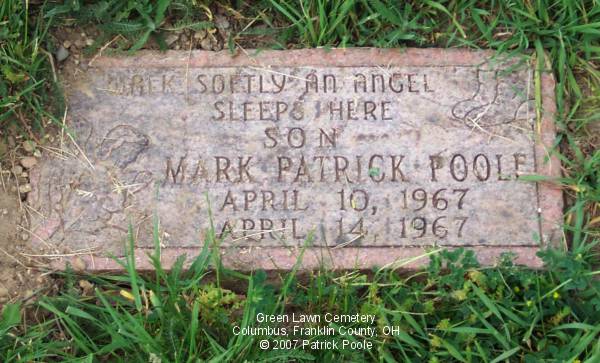 WALK SOFTLY AN ANGEL
SLEEPS HERE
SON
MARK PATRICK POOLE
APRIL 10, 1967
APRIL 14, 1967
Green Lawn Cemetery
Columbus, Franklin County, OH
© 2007 Patrick Poole